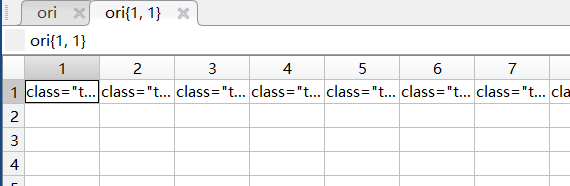 ori ori{1, 1}
ori{1, 1}
1 2 3 4 5 6 7
1 class="t... class="t... class="t... class="t... class="t... class="t... class="t... cla
2
3
4